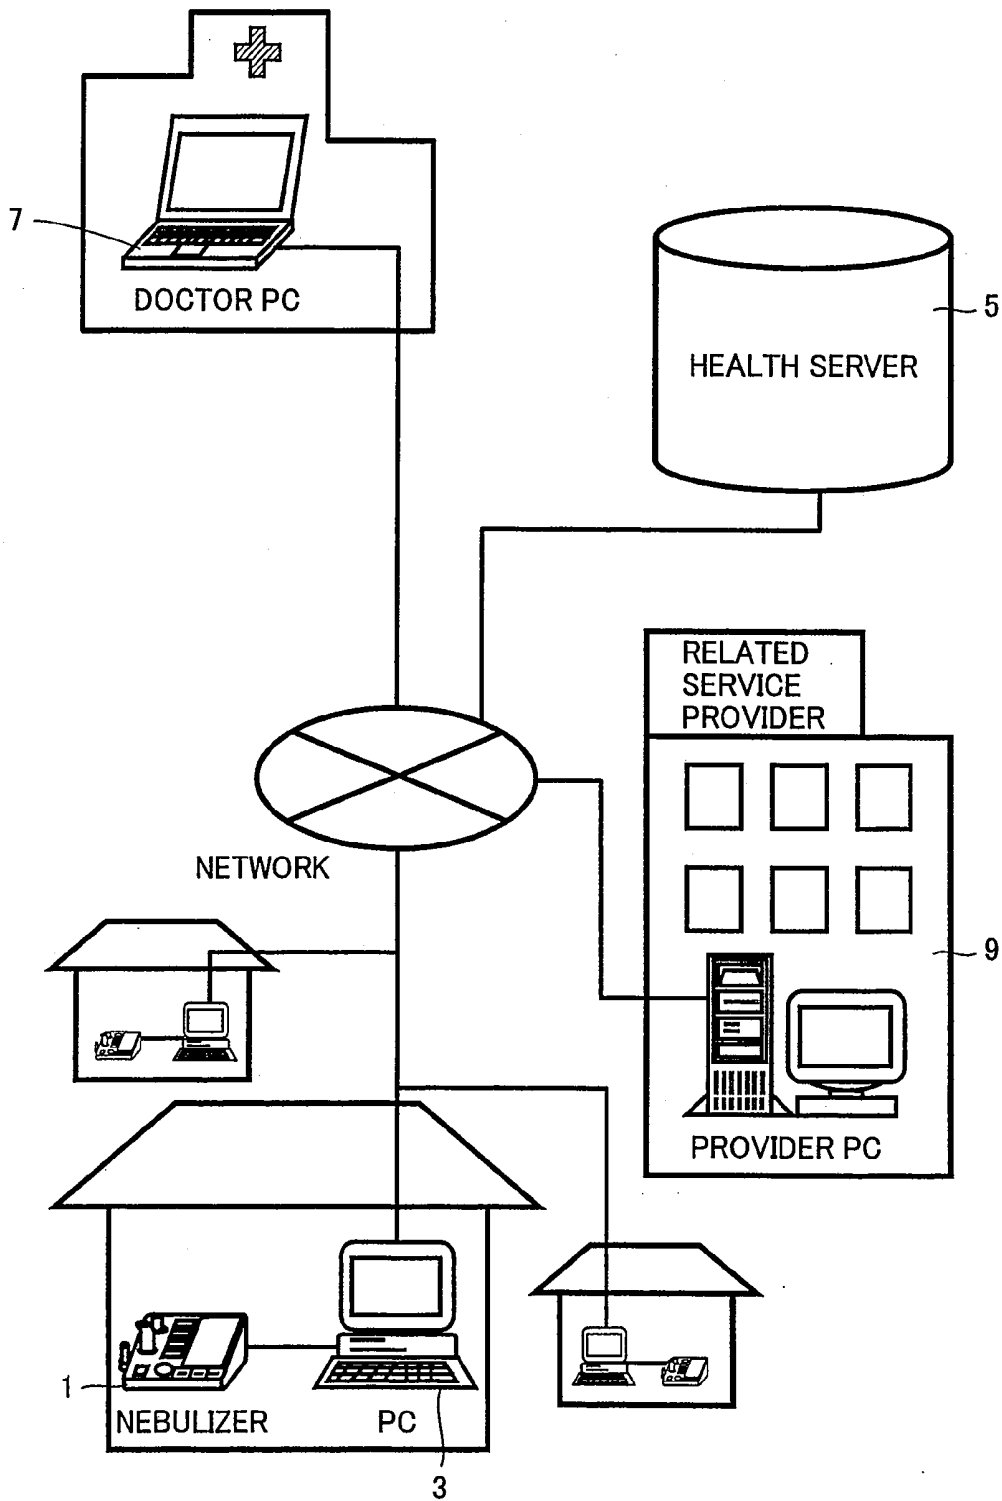 7
DOCTOR PC
5
HEALTH SERVER
RELATED
SERVICE
PROVIDER
NETWORK
9
PROVIDER PC
1
NEBULIZER
PC
3